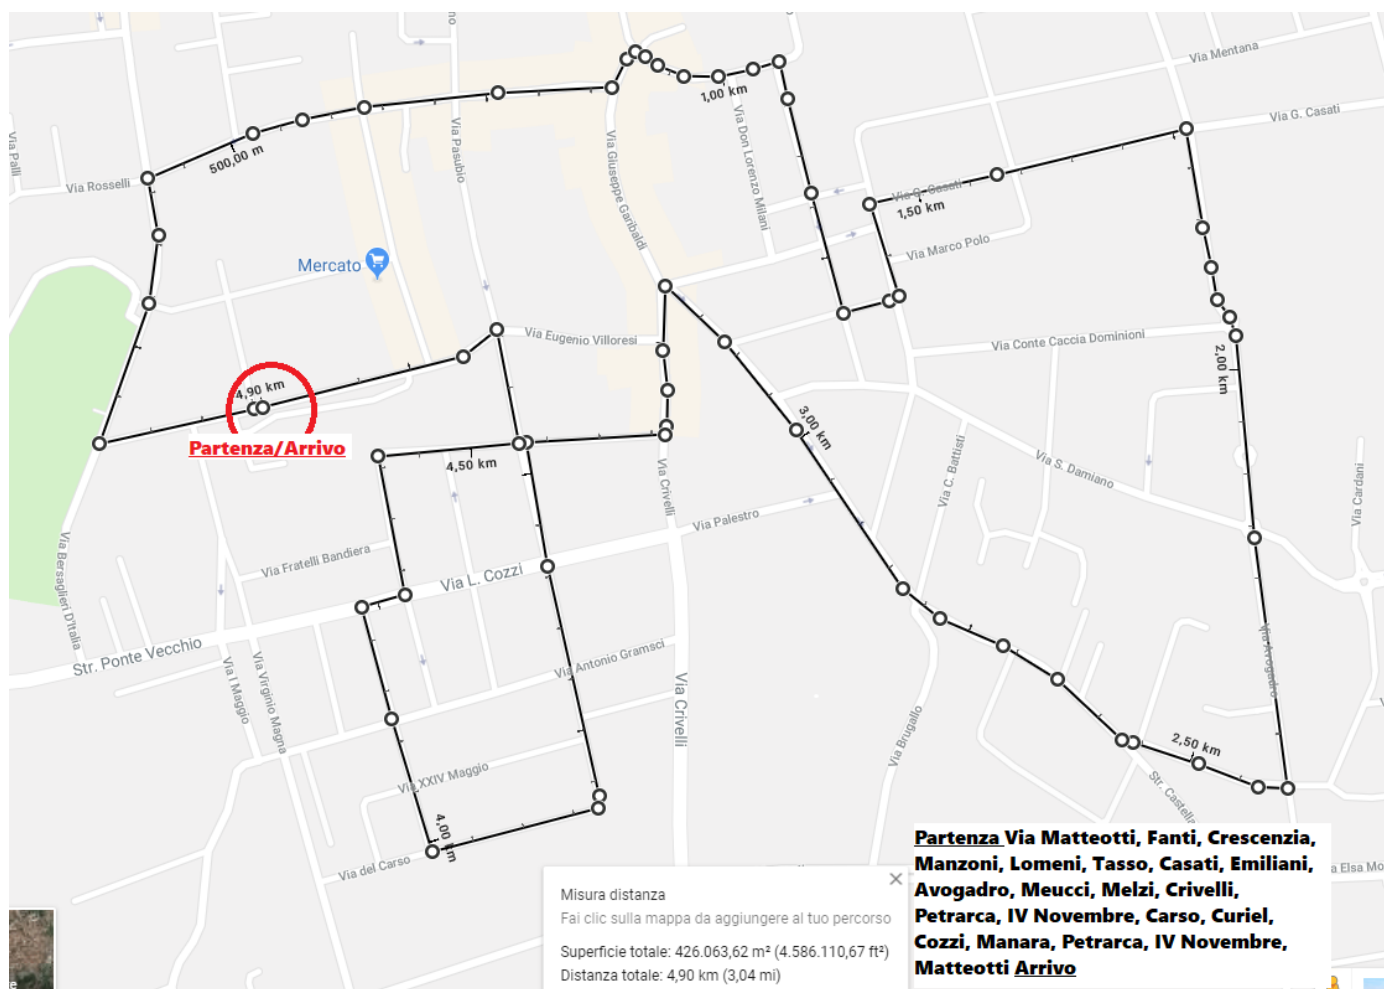 Via Mentana
Via G. Casati
1,00 km
Via Palli
Via Rosselli
500,00 m
Via Pasubio
Via Giuseppe Garibaldi
Via Don Lorenzo Milani
Via G. Casati
1,50 km
Via Marco Polo
Mercato
Via Eugenio Villoresi
Via Conte Caccia Dominioni
2,00 km
4,90 km
Partenza/Arrivo
3,00 km
4,50 km
Via Crivelli
Via C. Battisti
Via S. Damiano
Via Cardani
Via Palestro
Via Fratelli Bandiera
Via L. Cozzi
Via Bersaglieri D'Italia
Str. Ponte Vecchio
Via I Maggio
Via Virginio Magna
Via Antonio Gramsci
Via Crivelli
Via Avogadro
Via Brugallo
2,50 km
Str. Castella
Via XXIV Maggio
4,00 km
Via del Carso
Via Elsa Mo
Partenza Via Matteotti, Fanti, Crescenzia,
Manzoni, Lomeni, Tasso, Casati, Emiliani,
Avogadro, Meucci, Melzi, Crivelli,
Petrarca, IV Novembre, Carso, Curiel,
Cozzi, Manara, Petrarca, IV Novembre,
Matteotti Arrivo
Misura distanza
Fai clic sulla mappa da aggiungere al tuo percorso
Superficie totale: 426.063,62 m² (4.586.110,67 ft²)
Distanza totale: 4,90 km (3,04 mi)